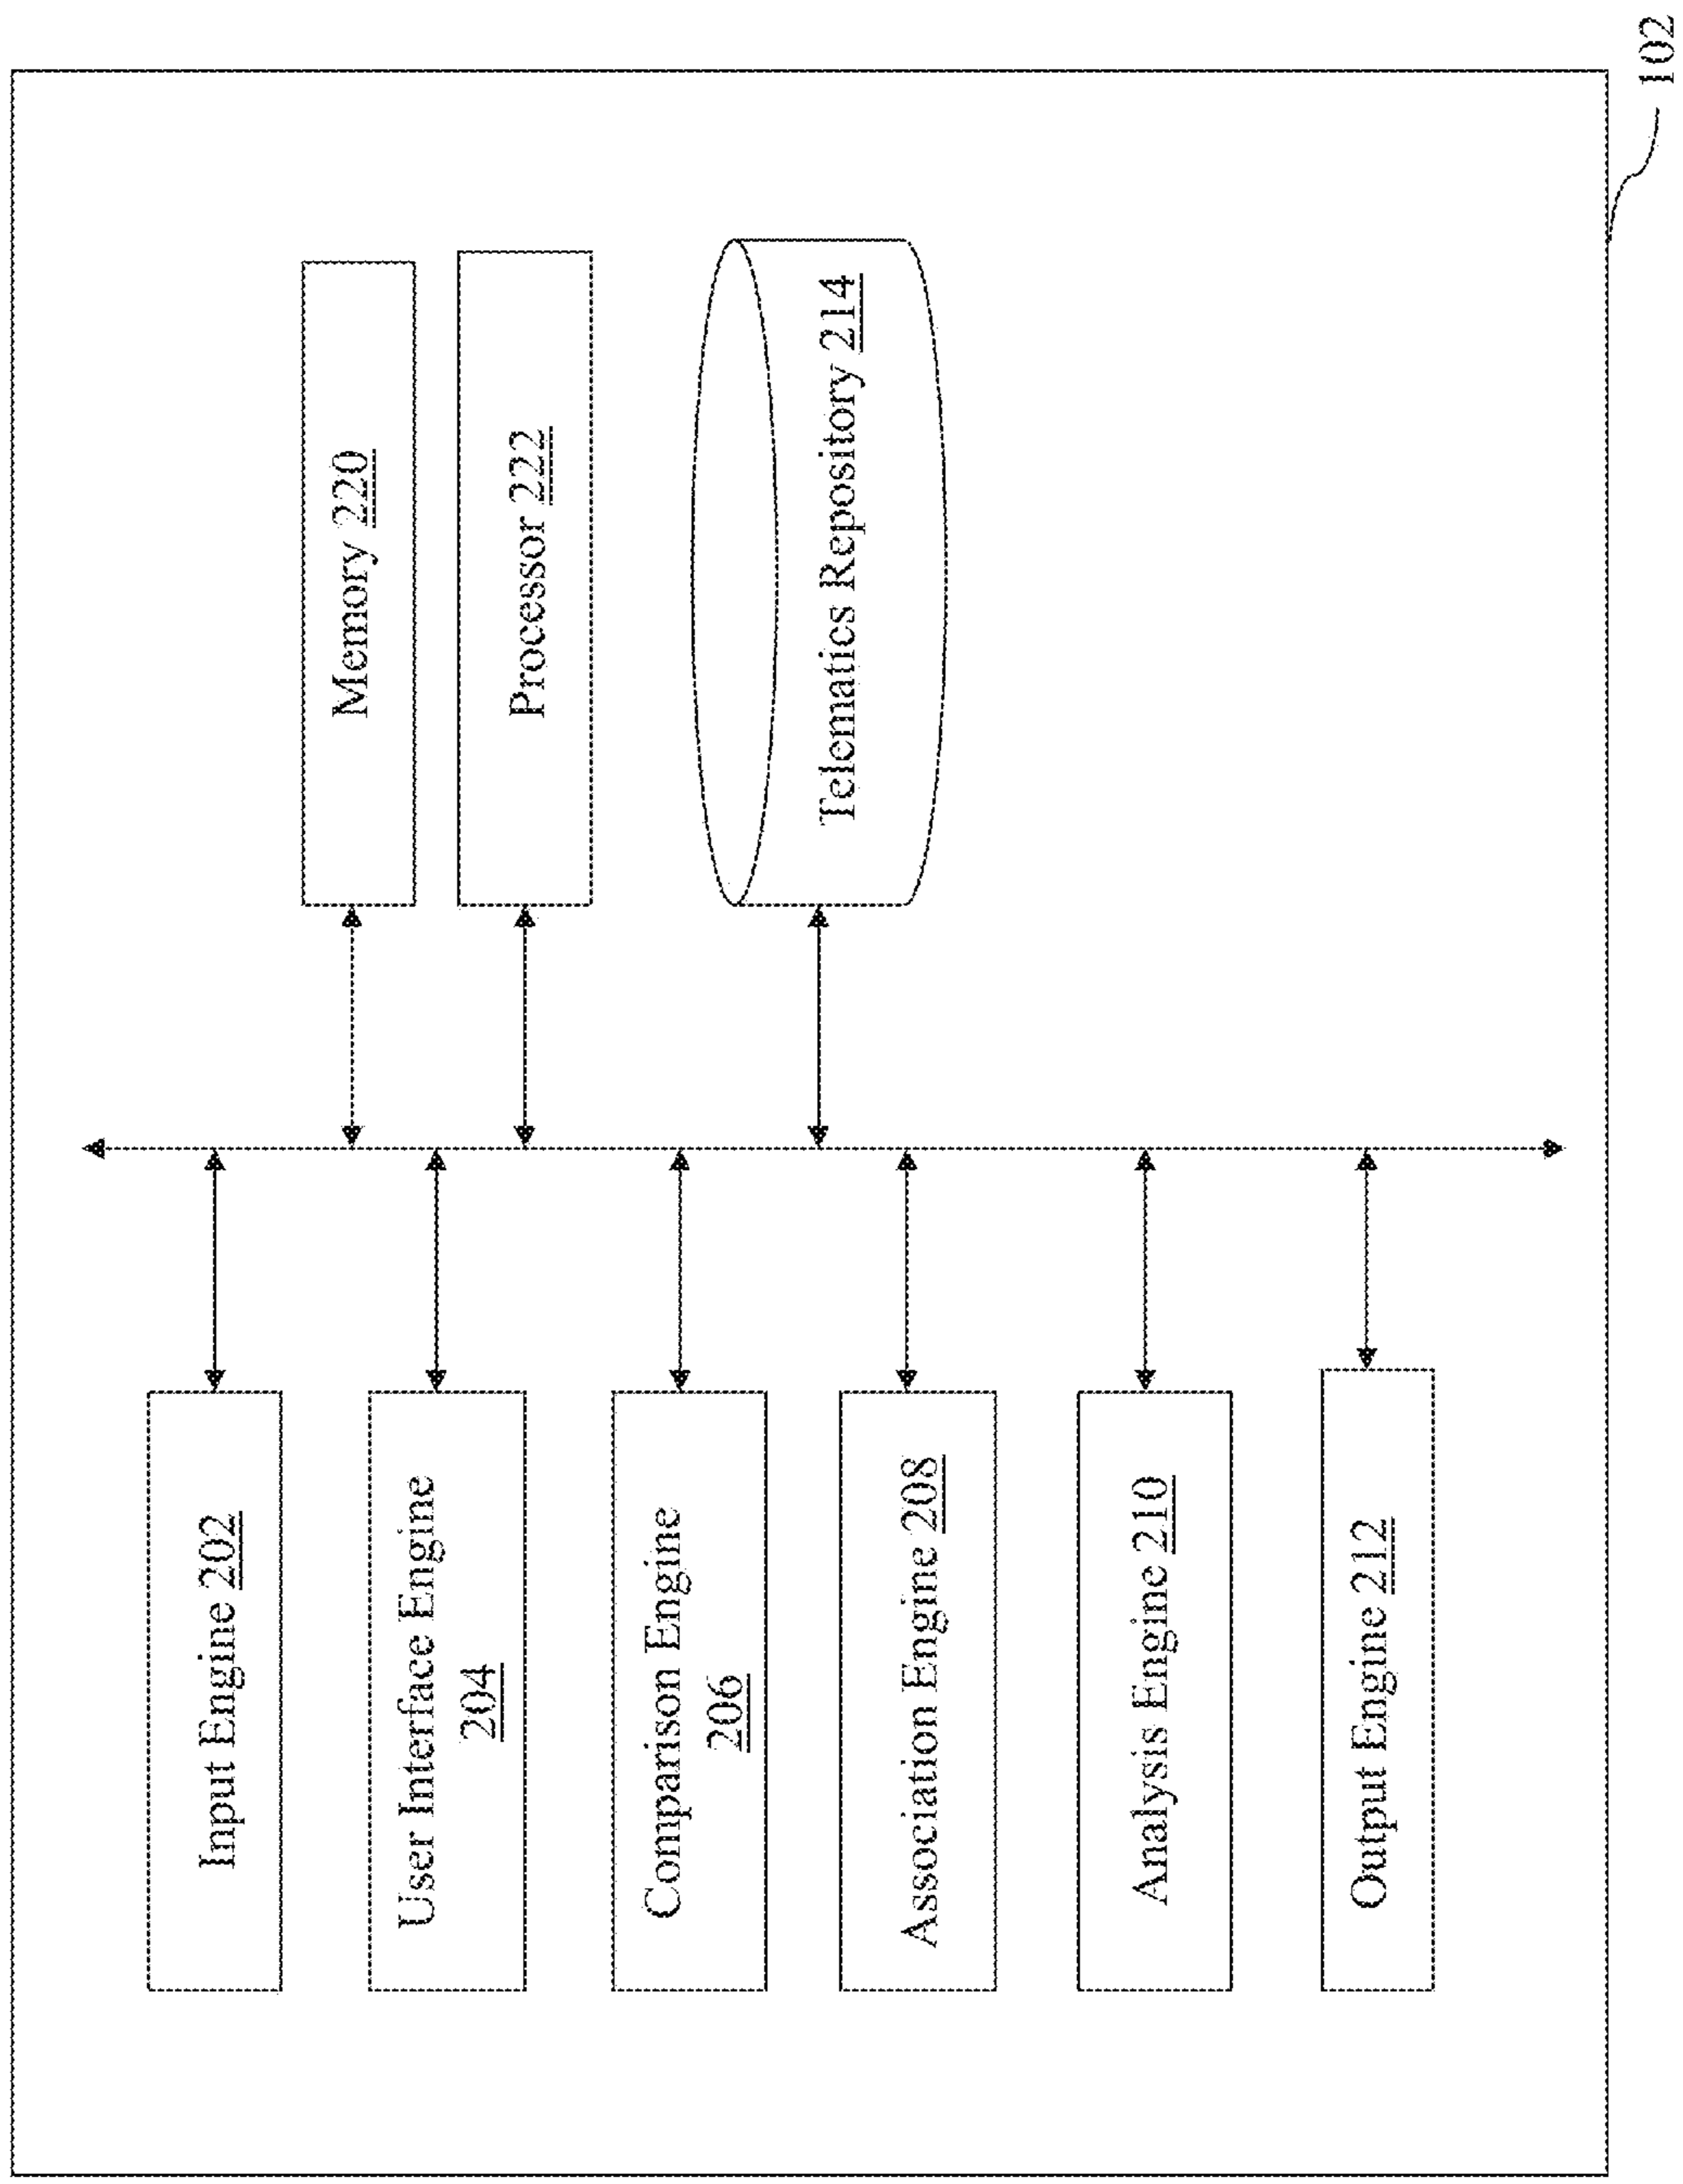 Input Engine 202
User Interface Engine
204
Comparison Engine
206
Association Engine 208
Analysis Engine 210
Output Engine 212
Memory 220
Processor 222
Telematics Repository 214
102